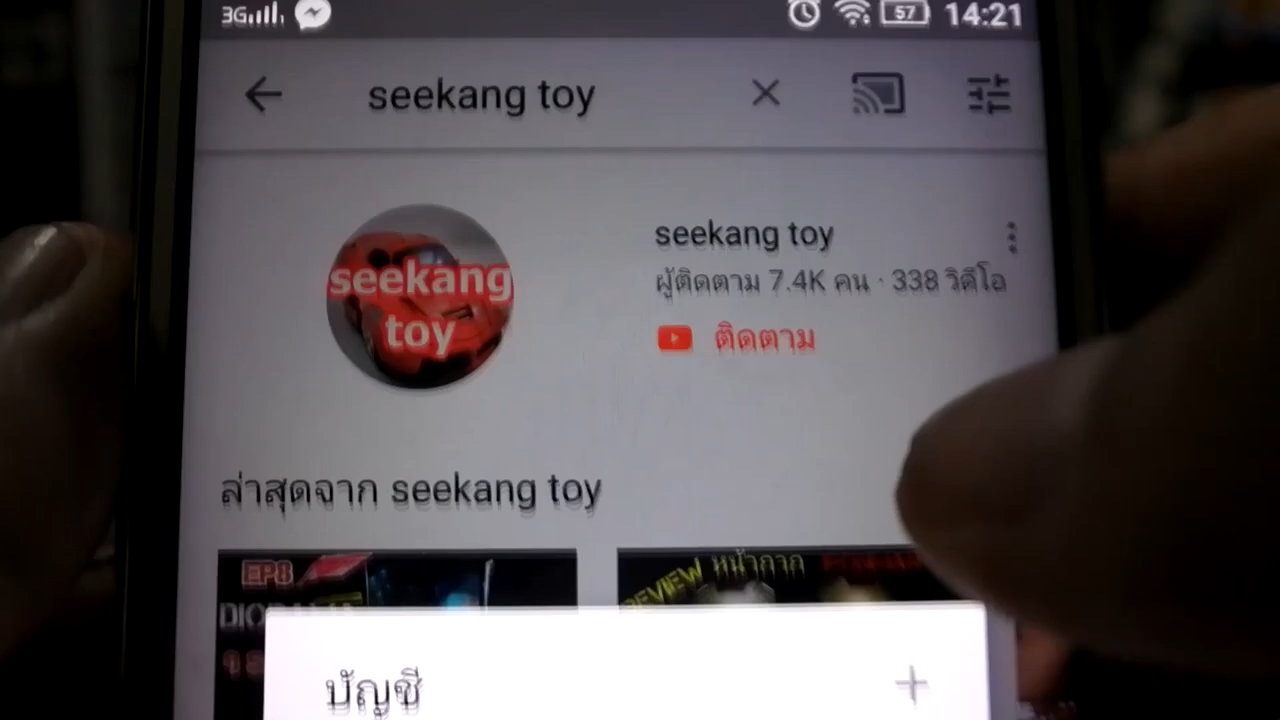 3G 57 14:21
seekang toy
seekang
toy
seekang toy
ผู้ติดตาม 7.4K คน · 338 วิดีโอ
ติดตาม
ล่าสุดจาก seekang toy
EP8
REVIEW หน้ากาก
บัญชี +